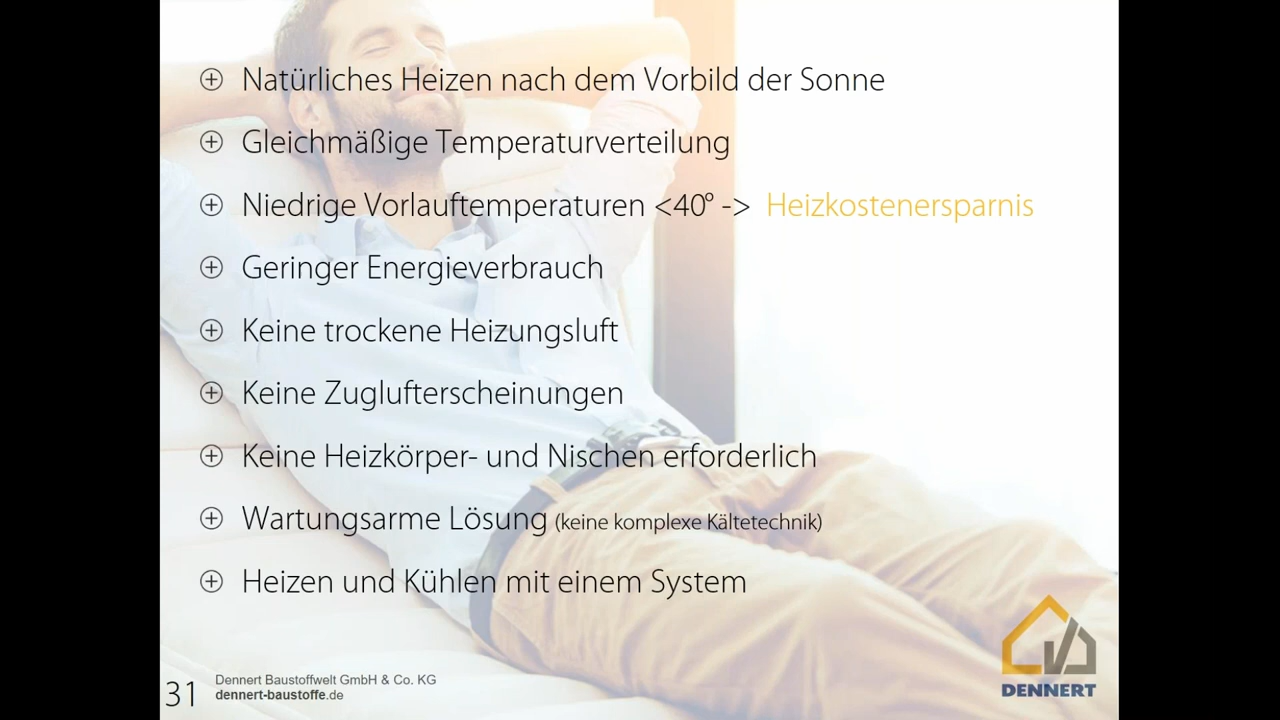 Natürliches Heizen nach dem Vorbild der Sonne
Gleichmäßige Temperaturverteilung
Niedrige Vorlauftemperaturen <40° -> Heizkostenersparnis
Geringer Energieverbrauch
Keine trockene Heizungsluft
Keine Zuglufterscheinungen
Keine Heizkörper- und Nischen erforderlich
Wartungsarme Lösung (keine komplexe Kältetechnik)
Heizen und Kühlen mit einem System
31
Dennert Baustoffwelt GmbH & Co. KG
dennert-baustoffe.de
DENNERT